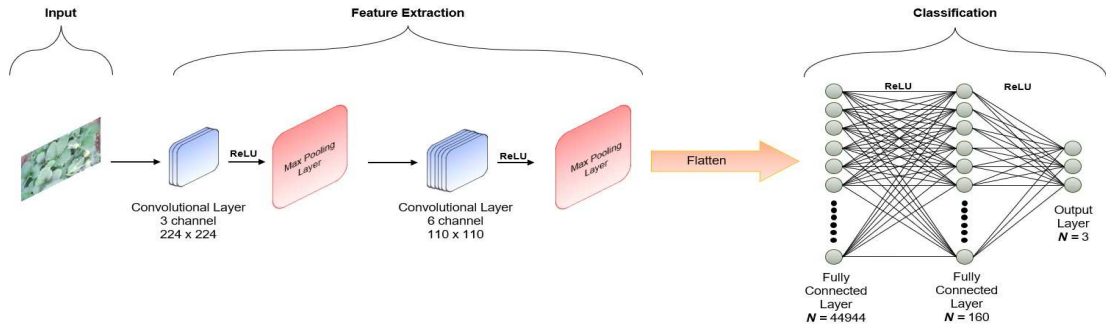 Input
Feature Extraction
Classification
ReLU
Max Pooling
Layer
Convolutional Layer
3 channel
224 x 224
ReLU
Max Pooling
Layer
Convolutional Layer
6 channel
110 x 110
Flatten
ReLU
ReLU
Fully
Connected
Layer
N = 44944
Fully
Connected
Layer
N = 160
Output
Layer
N = 3